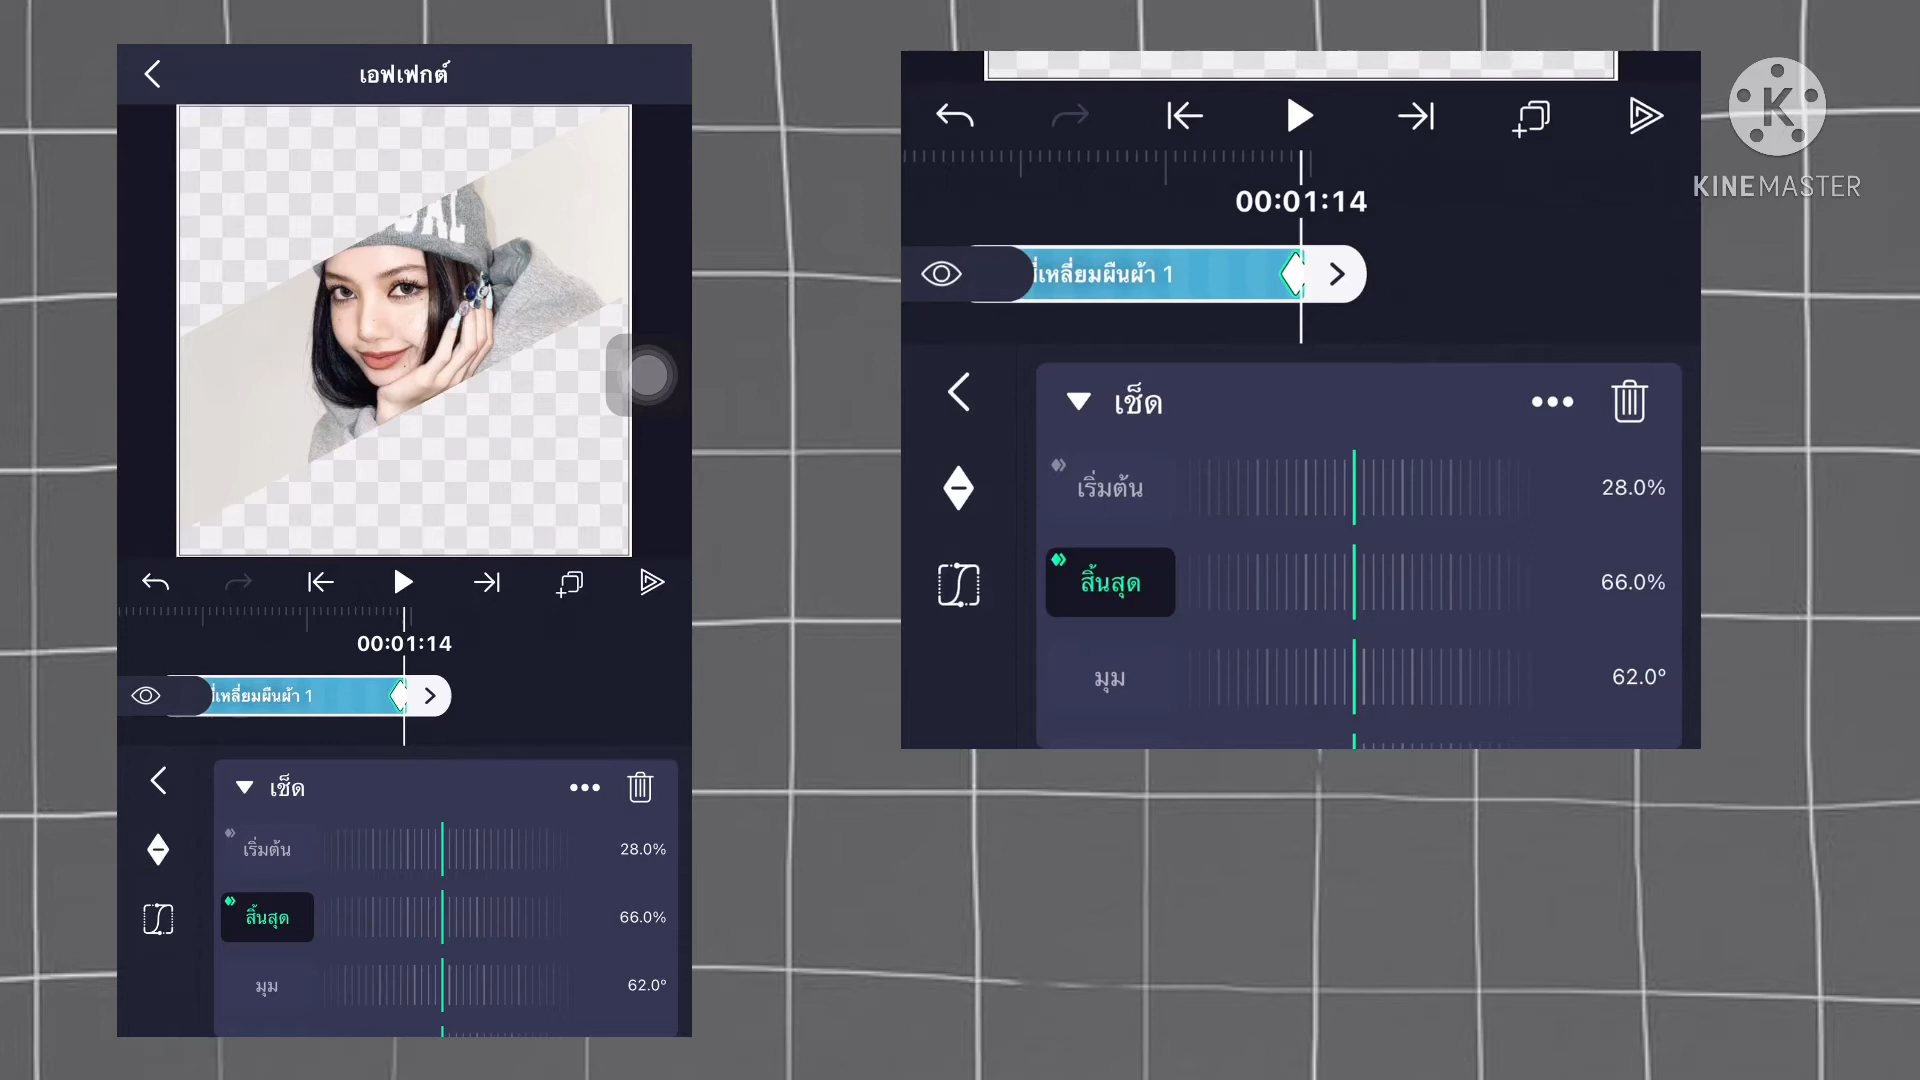 เอฟเฟกต์
00:01:14
เหลี่ยมผืนผ้า 1
เช็ด
เริ่มต้น
28.0%
สิ้นสุด
66.0%
มุม
62.0°
00:01:14
เหลี่ยมผืนผ้า 1
เช็ด
เริ่มต้น
28.0%
สิ้นสุด
66.0%
มุม
62.0°
K
KINEMASTER